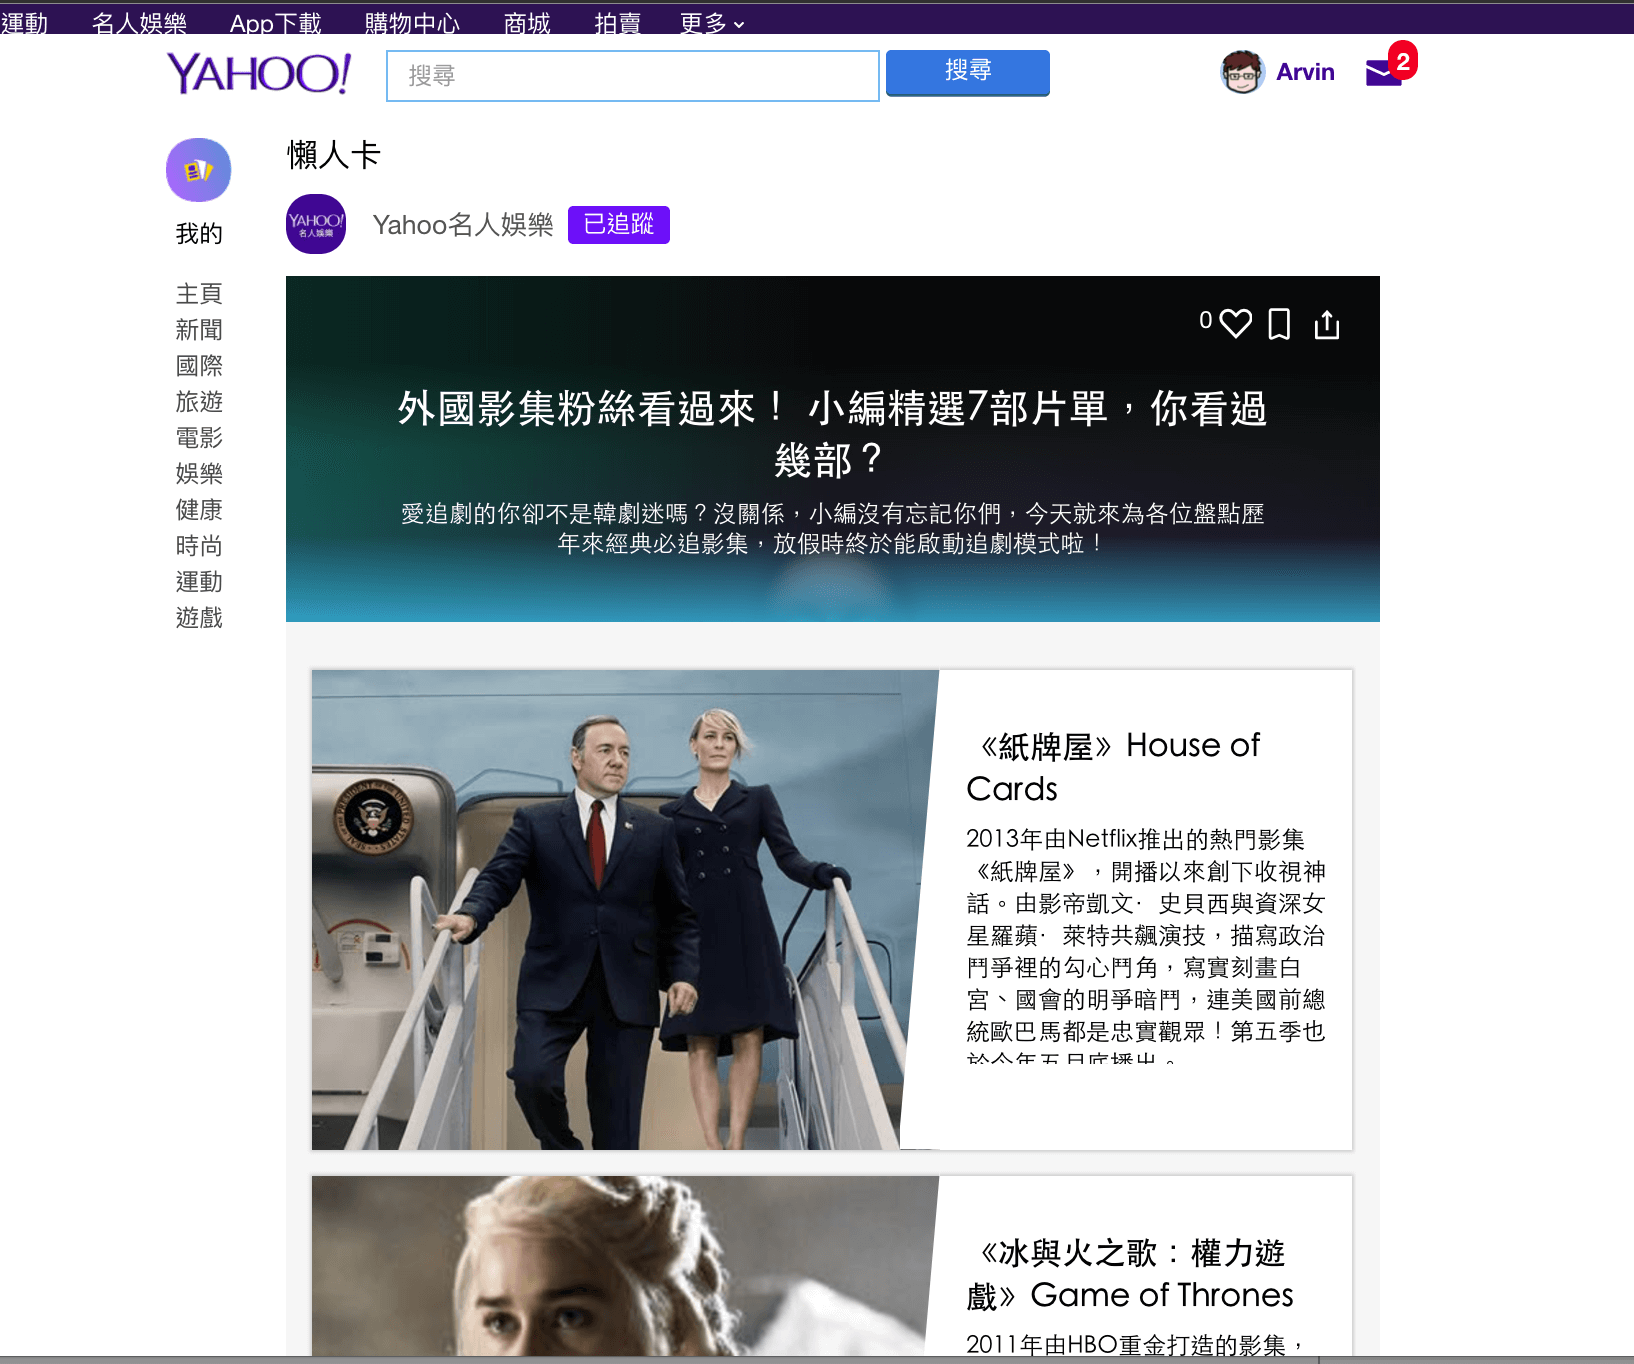 運動 名人娛樂 App下載 購物中心 商城 拍賣 更多
YAHOO!
搜尋
搜尋
Arvin
2
我的
主頁
新聞
國際
旅遊
電影
娛樂
健康
時尚
運動
遊戲
懶人卡
YAHOO!
名人娛樂
Yahoo名人娛樂
已追蹤
0
外國影集粉絲看過來！ 小編精選7部片單，你看過
幾部？
愛追劇的你卻不是韓劇迷嗎？沒關係，小編沒有忘記你們，今天就來為各位盤點歷
年來經典必追影集，放假時終於能啟動追劇模式啦！
《紙牌屋》House of
Cards
2013年由Netflix推出的熱門影集
《紙牌屋》，開播以來創下收視神
話。由影帝凱文· 史貝西與資深女
星羅蘋· 萊特共飆演技，描寫政治
鬥爭裡的勾心鬥角，寫實刻畫白
宮、國會的明爭暗鬥，連美國前總
統歐巴馬都是忠實觀眾！第五季也
於今年五月底播出。
《冰與火之歌：權力遊
戲》Game of Thrones
2011年由HBO重金打造的影集，